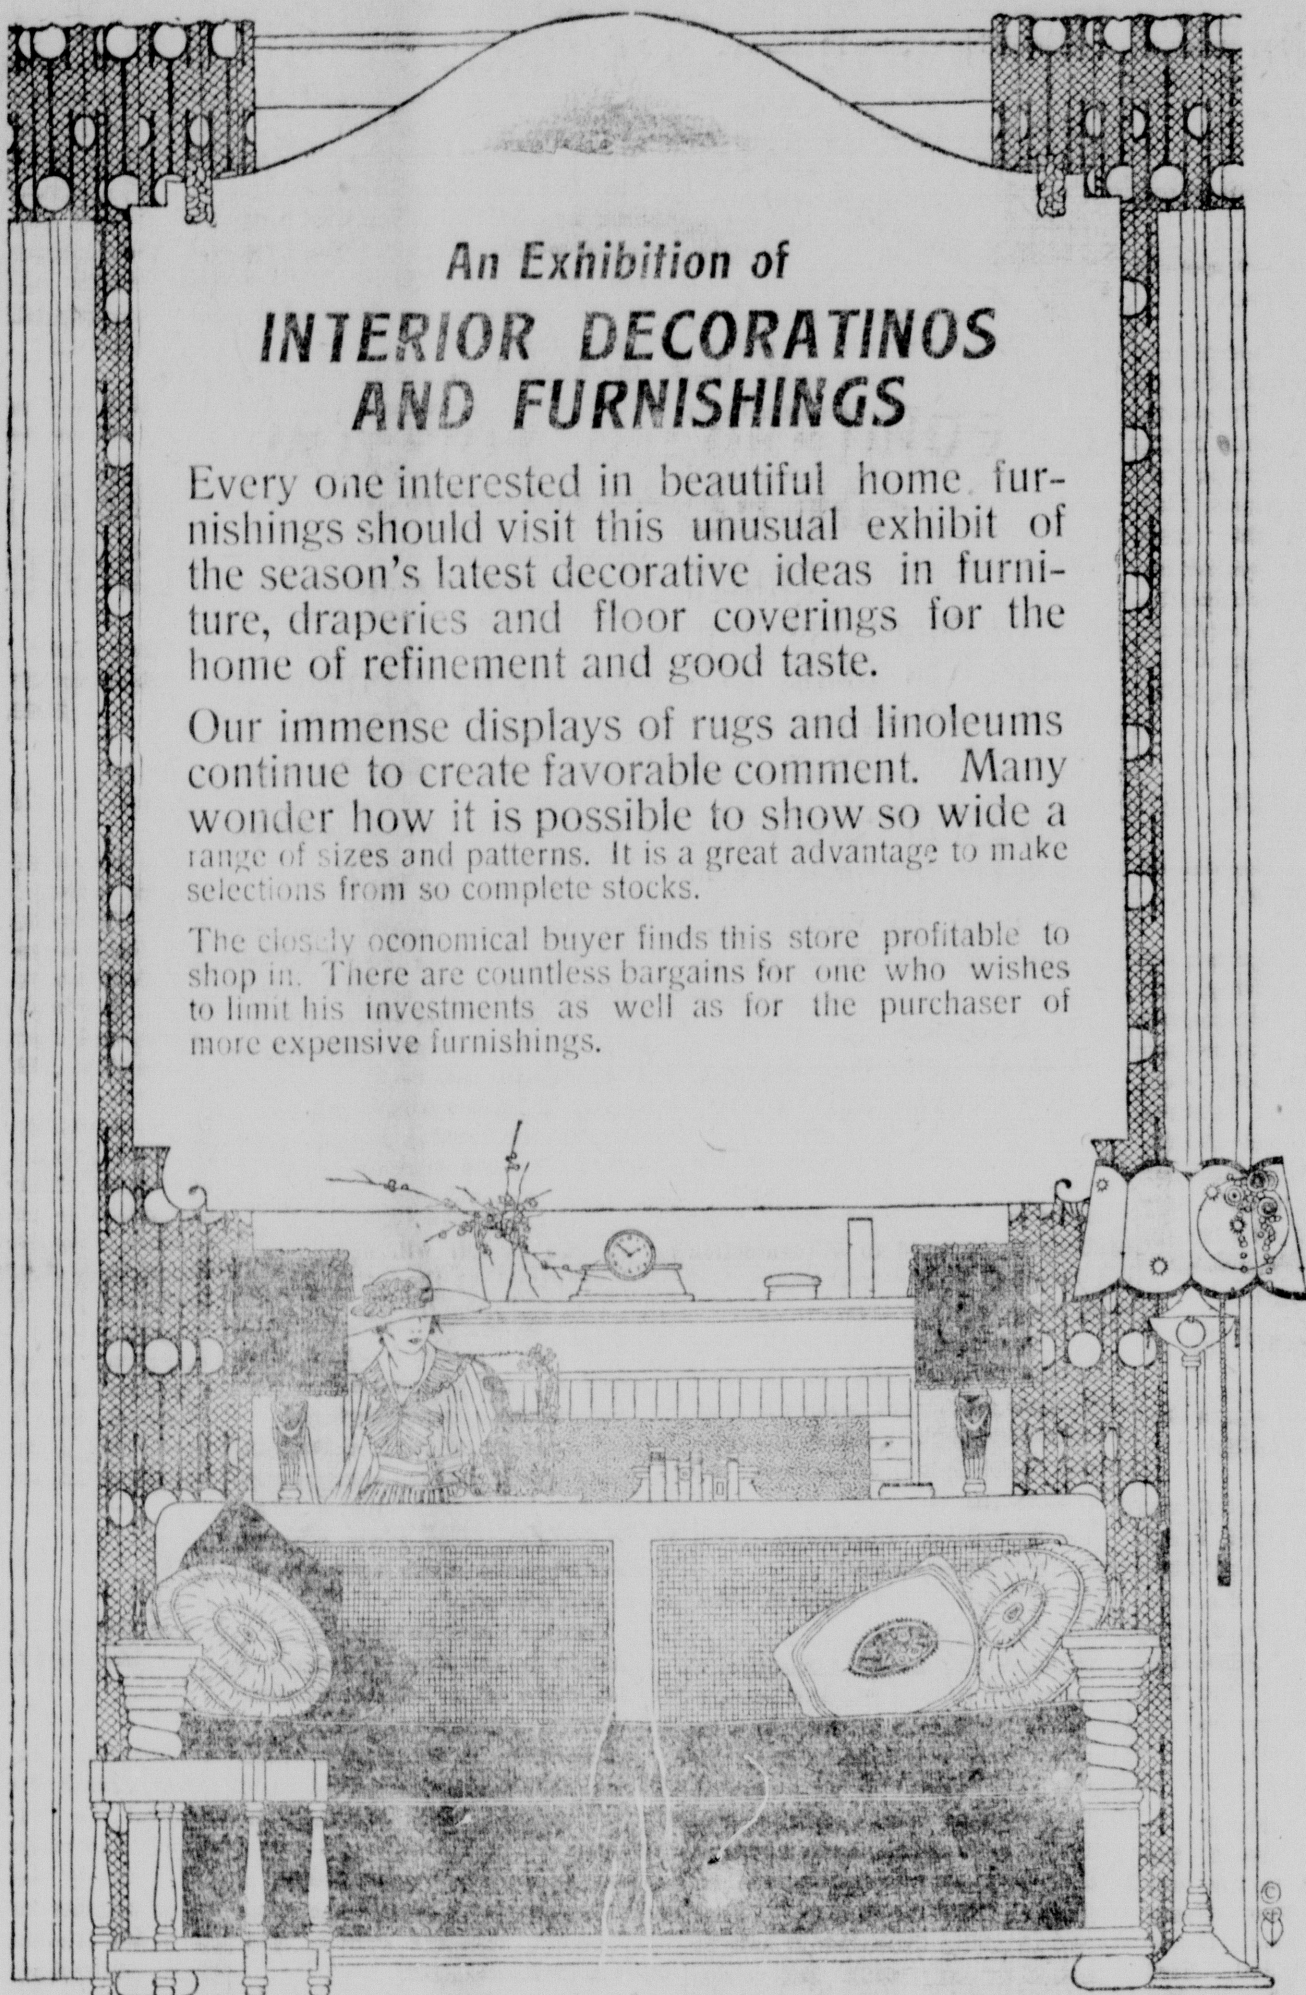 An Exhibition of
INTERIOR DECORATINOS
AND FURNISHINGS
Every one interested in beautiful home fur-
nishings should visit this unusual exhibit of
the season's latest decorative ideas in furni-
ture, draperies and floor coverings for the
home of refinement and good taste.
Our immense displays of rugs and linoleums
continue to create favorable comment. Many
wonder how it is possible to show so wide a
range of sizes and patterns. It is a great advantage to make
selections from so complete stocks.
The closely oconomical buyer finds this store profitable to
shop in. There are countless bargains for one who wishes
to limit his investments as well as for the purchaser of
more expensive furnishings.
©